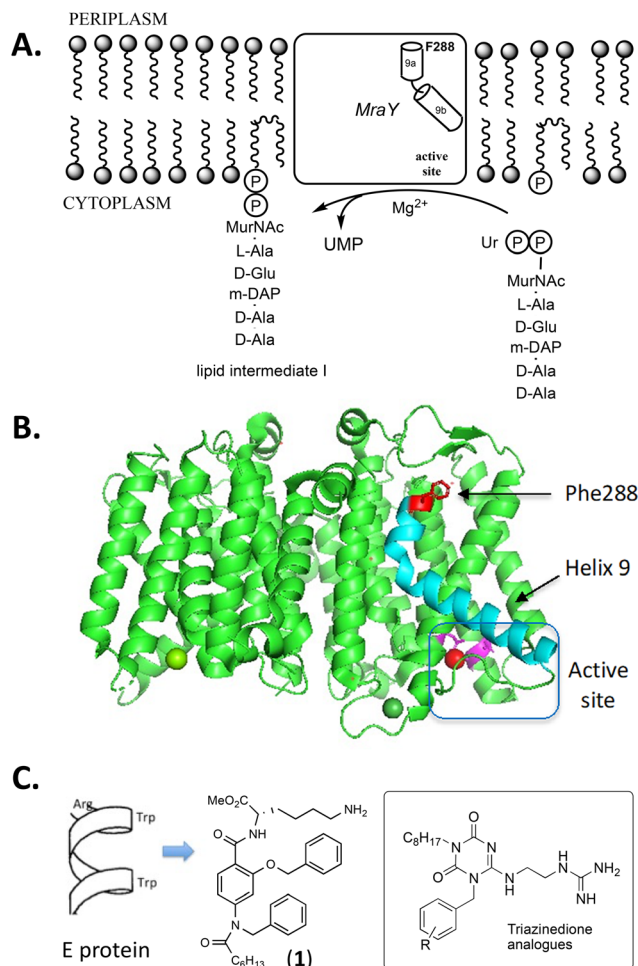 A.
PERIPLASM
F288
9a
MraY
9b
active
site
P
P
CYTOPLASM
P
Mg2+
MurNAc
UMP
Ur P P
L-Ala
D-Glu
m-DAP
D-Ala
D-Ala
MurNAc
L-Ala
D-Glu
m-DAP
D-Ala
D-Ala
lipid intermediate I
B.
Phe288
Helix 9
Active
site
C.
Arg
Trp
Trp
E protein
MeO2C
NH2
O
NH
O
N
O
C6H13
(1)
O
C8H17
N
N
O
N
N
H
H
N
NH2
NH
R
Triazinedione
analogues